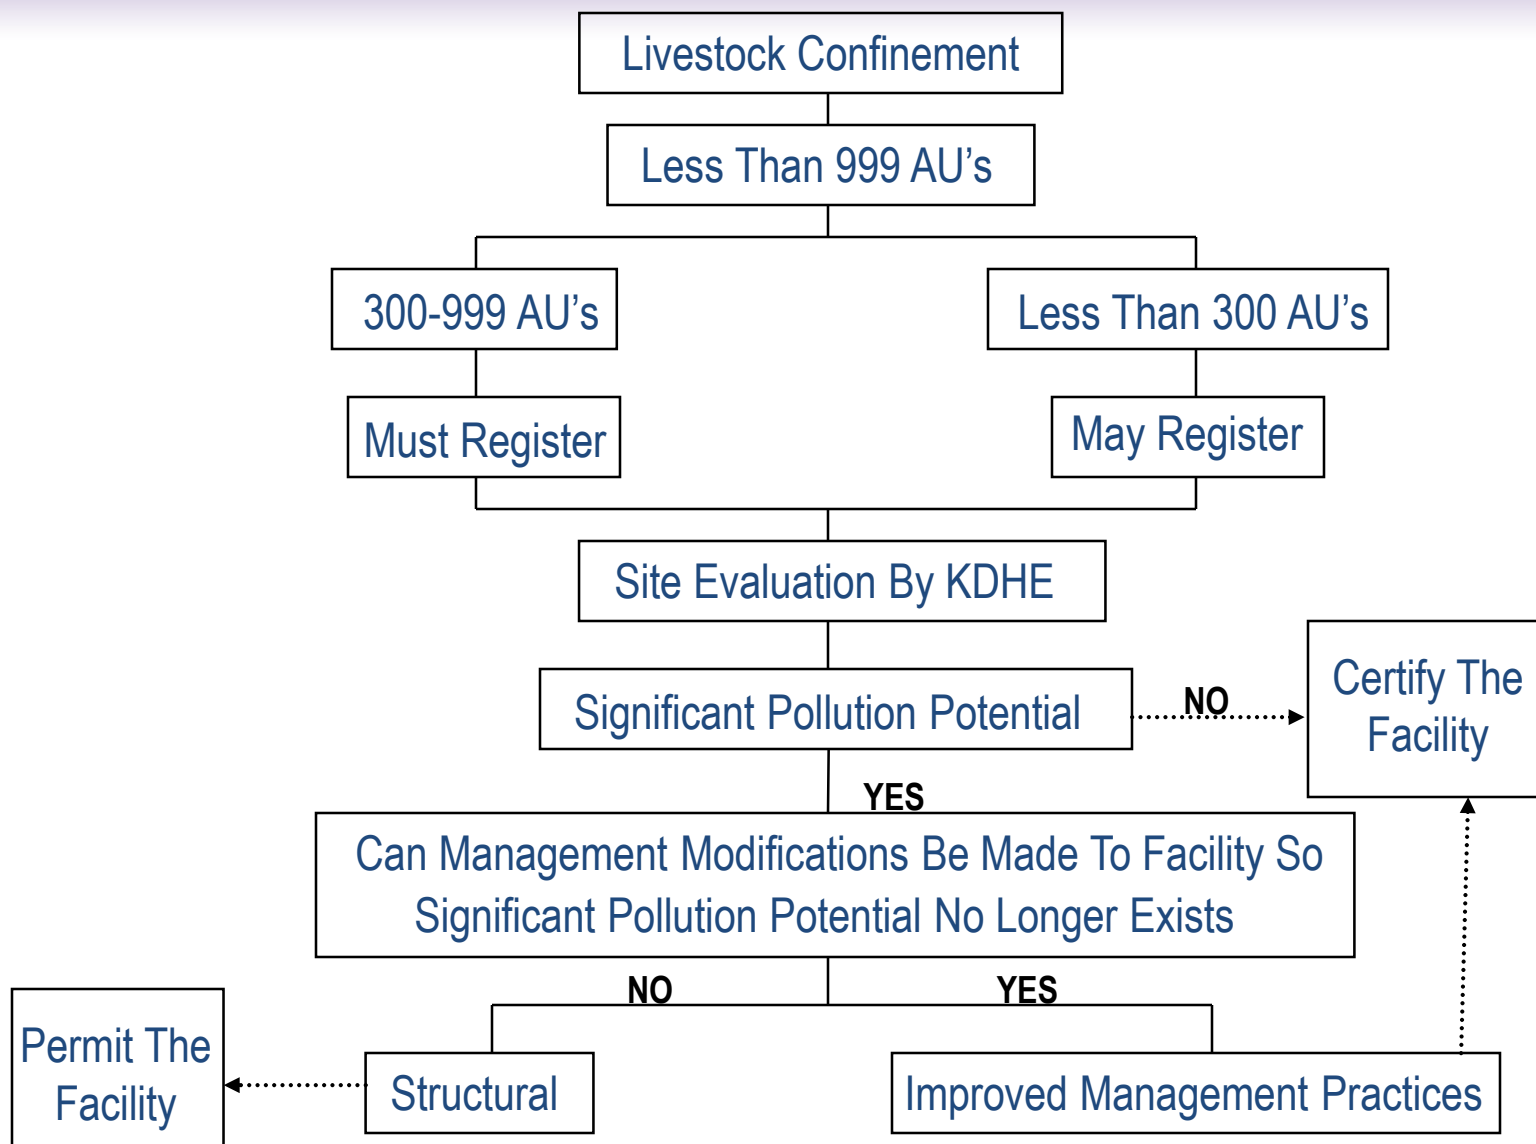 Livestock Confinement
Less Than 999 AU’s
300-999 AU’s
Less Than 300 AU’s
Must Register
May Register
Site Evaluation By KDHE
Significant Pollution Potential
NO
Certify The
Facility
YES
Can Management Modifications Be Made To Facility So
Significant Pollution Potential No Longer Exists
NO
YES
Permit The
Facility
Structural
Improved Management Practices